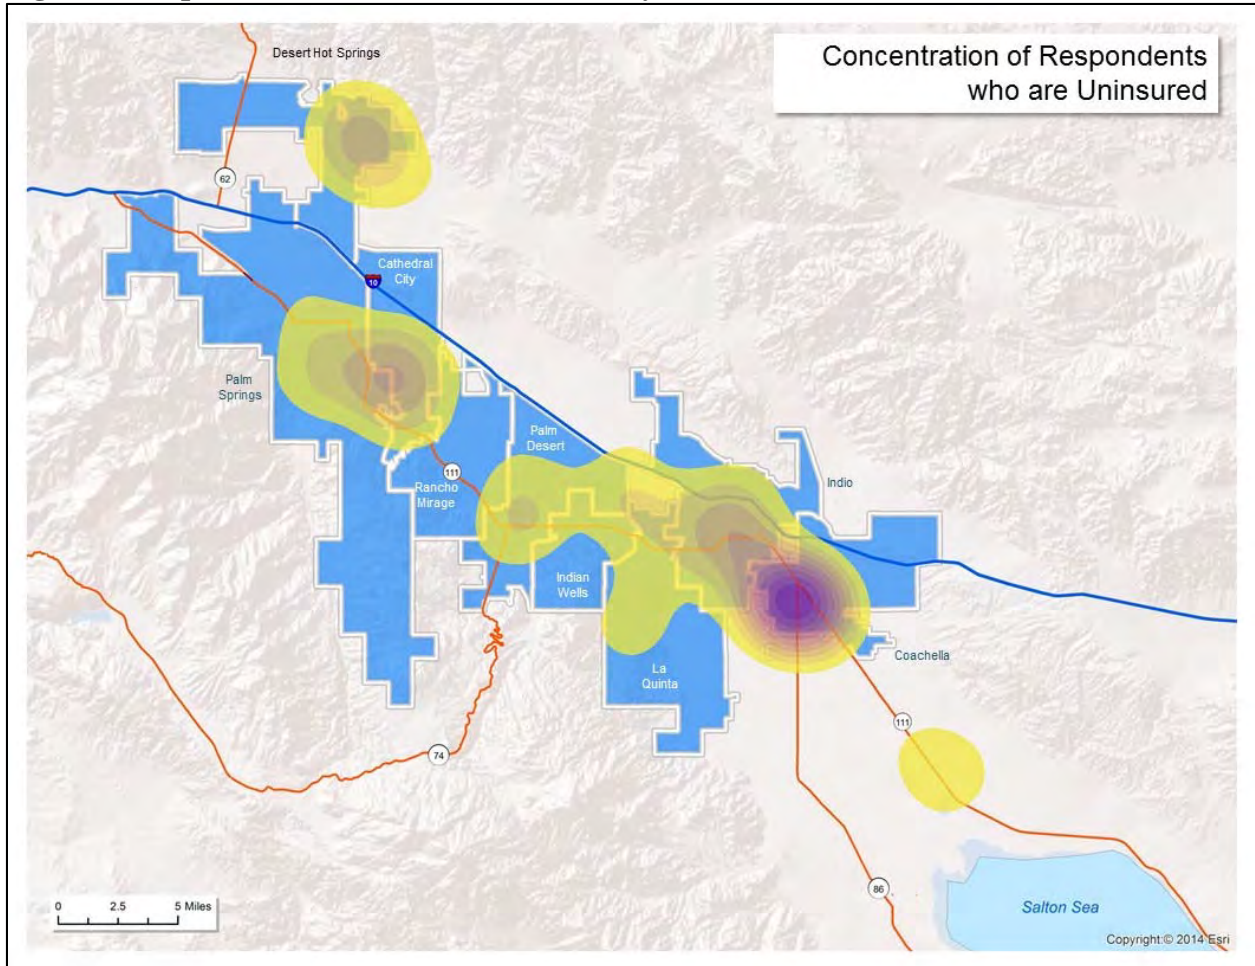 Concentration of Respondents
who are Uninsured
Desert Hot Springs
62
Cathedral
City
10
Palm
Springs
Palm
Desert
111
Rancho
Mirage
Indio
Indian
Wells
Coachella
La
Quinta
111
74
86
0 2.5 5 Miles
Salton Sea
Copyright:© 2014 Esri